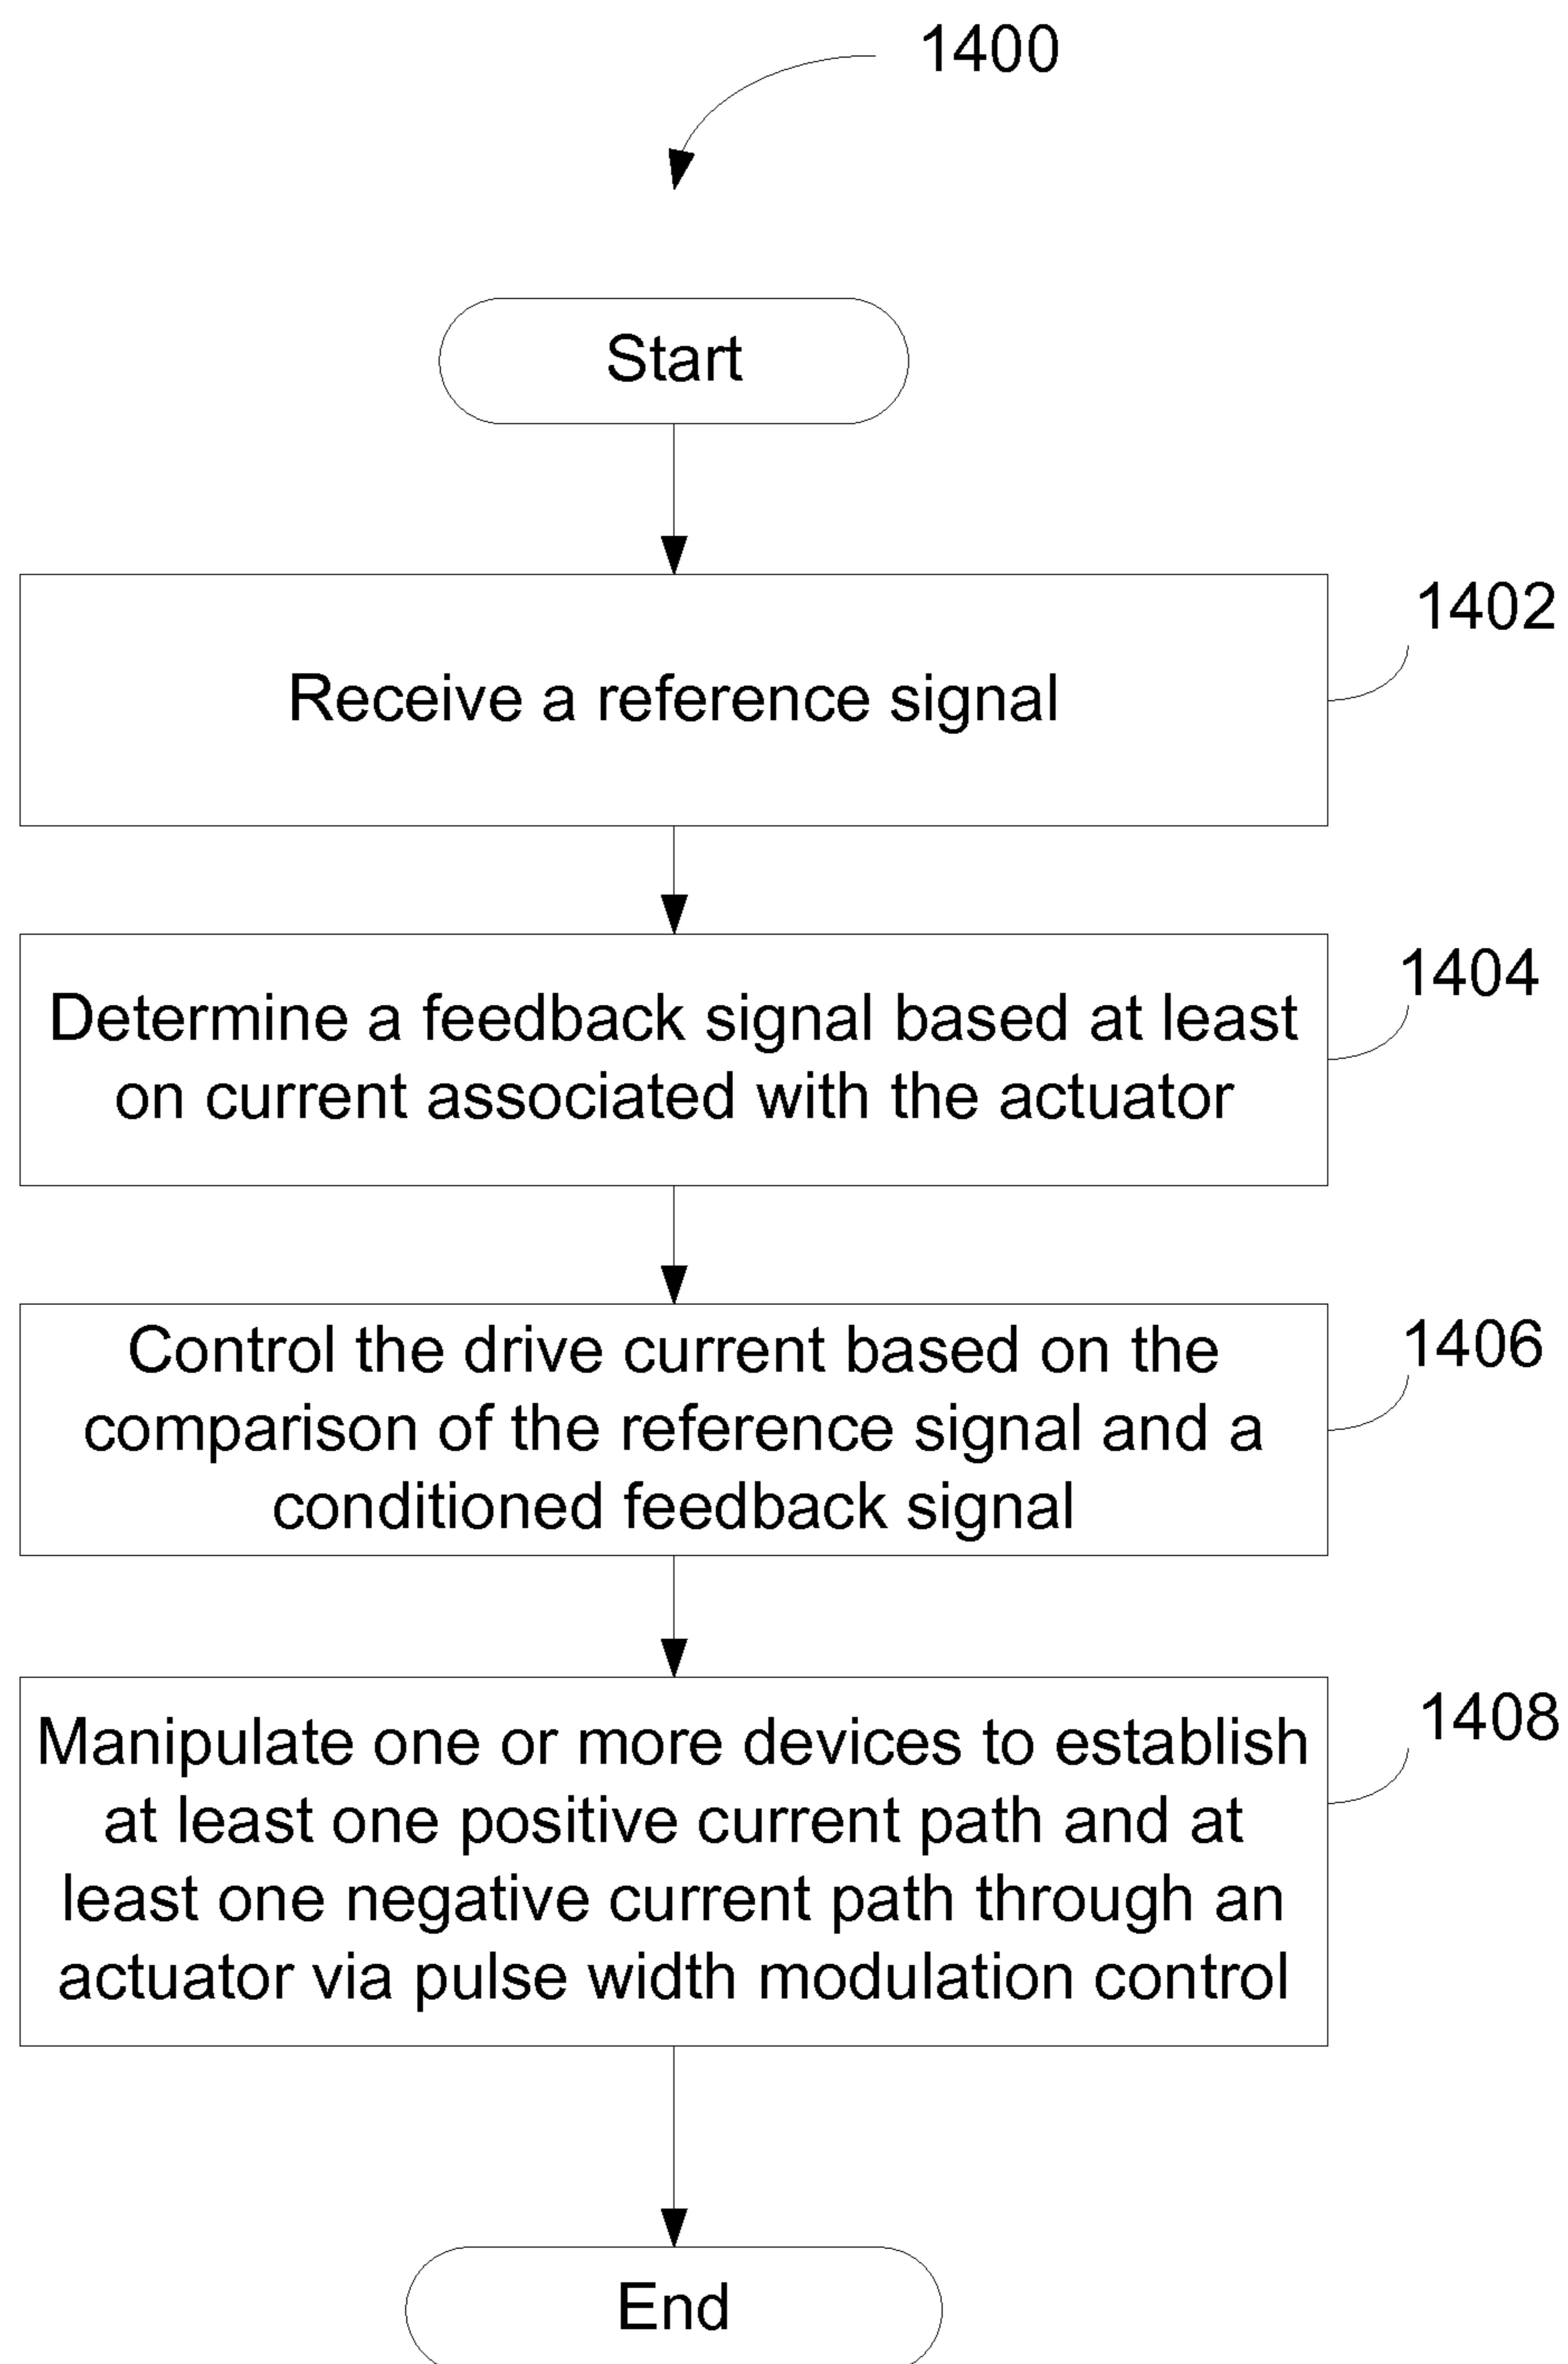 1400
Start
1402
Receive a reference signal
1404
Determine a feedback signal based at least
on current associated with the actuator
1406
Control the drive current based on the
comparison of the reference signal and a
conditioned feedback signal
1408
Manipulate one or more devices to establish
at least one positive current path and at
least one negative current path through an
actuator via pulse width modulation control
End